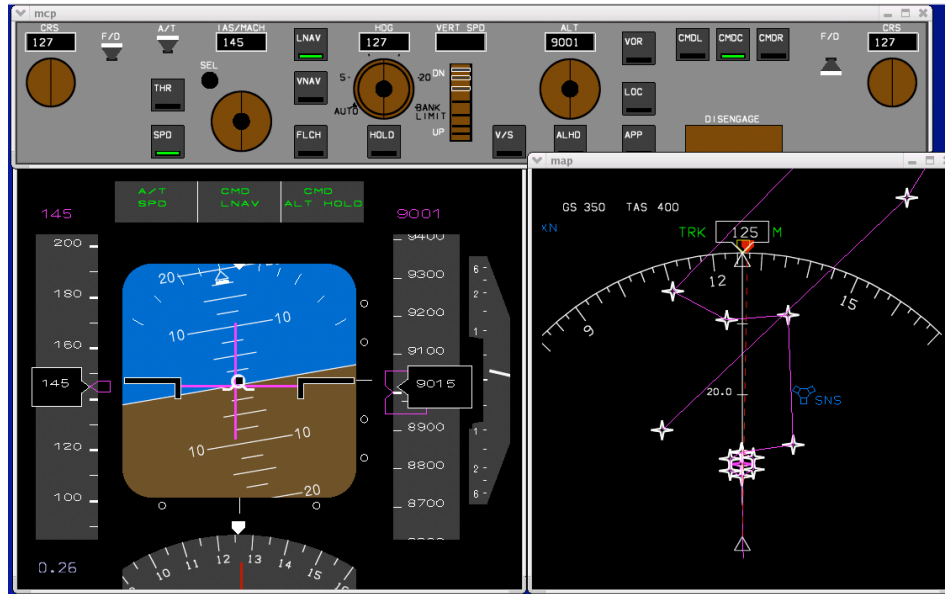 mcp
CRS F/D A/T IAS/MACH HDG VERT SPD ALT F/D CRS
127 145 LNAV 127 9001 VOR CMDL CMDC CMDR 127
SEL
5 20 DN
THR VNAV LOC
AUTO BANK LIMIT
UP DISENGAGE
SPD FLCH HOLD V/S ALHD APP
A/T SPD
CMD LNAV
CMD ALT HOLD
145 9001
200
180
160
145
120
100
0.26
20
10 10
10 10
20
9400
9300
9200
9100
9015
8900
8800
8700
6
2
1
1
2
6
10 11 12 13 14 15
map
GS 350 TAS 400
TRK 125 M
9 12 15
20.0
SNS